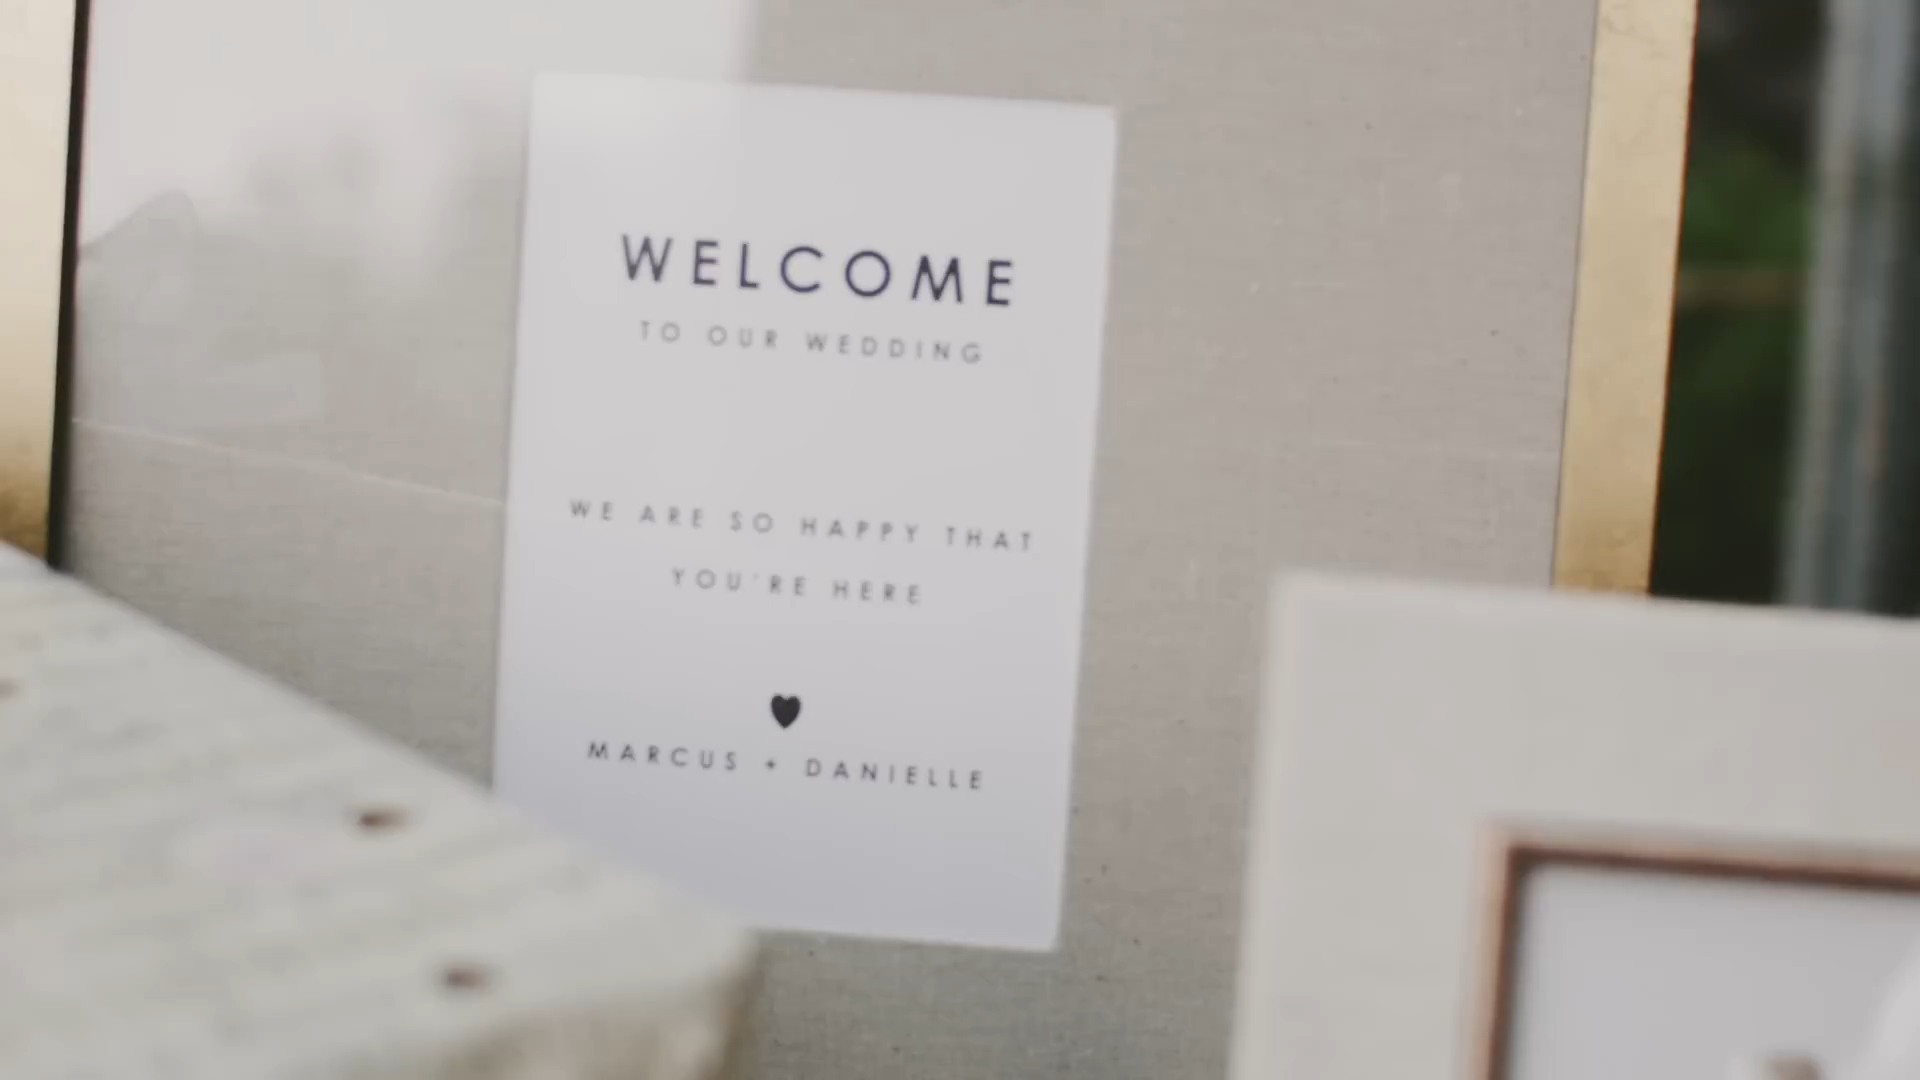 WELCOME
TO OUR WEDDING
WE ARE SO HAPPY THAT
YOU'RE HERE
MARCUS + DANIELLE